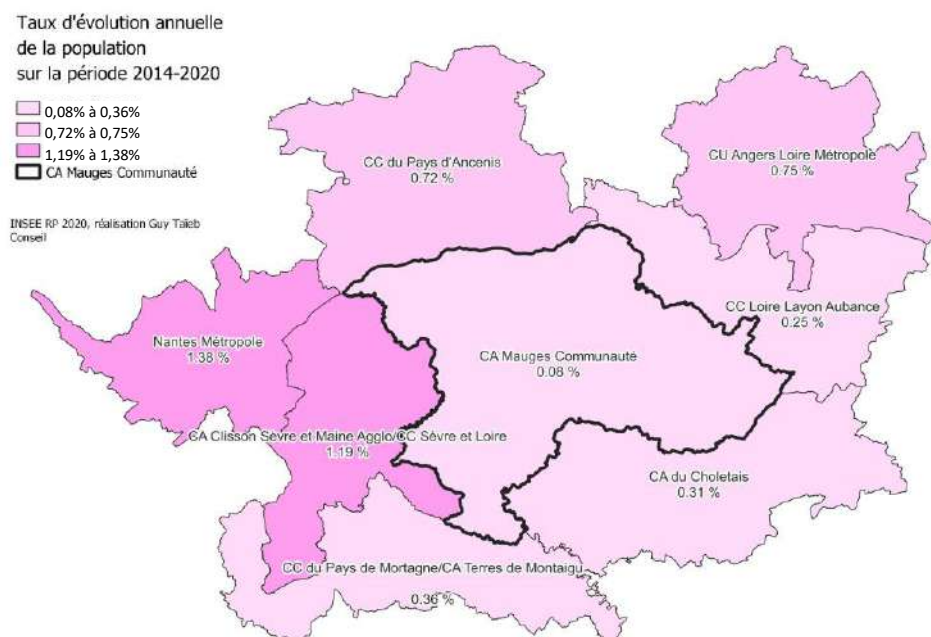 Taux d'évolution annuelle
de la population
sur la période 2014-2020
0,08% à 0,36%
0,72% à 0,75%
1,19% à 1,38%
CA Mauges Communauté
INSEE RP 2020, réalisation Guy Taïeb
Conseil
CC du Pays d'Ancenis
0.72 %
CU Angers Loire Métropole
0.75 %
CC Loire Layon Aubance
0.25 %
Nantes Métropole
1.38 %
CA Mauges Communauté
0.08 %
CA Clisson Sèvre et Maine Agglo/CC Sèvre et Loire
1.19 %
CA du Choletais
0.31 %
CC du Pays de Mortagne/CA Terres de Montaigu
0.36 %